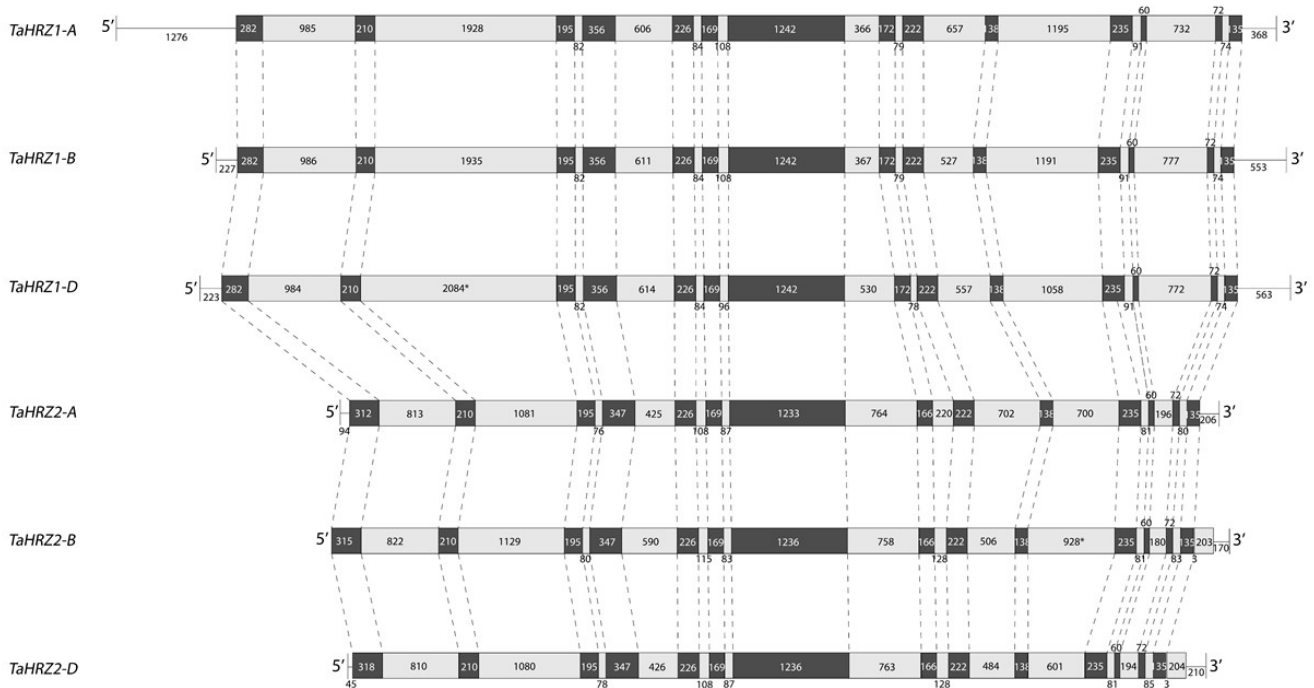 60 72
5′ 3′
TaHRZ1-A 1276 282 985 210 1928 195 82 356 606 226 84 169 108 1242 366 172 79 222 657 138 1195 235 91 732 74 135 368
60 72
5′ 3′
TaHRZ1-B 227 282 986 210 1935 195 82 356 611 226 84 169 108 1242 367 172 79 222 527 138 1191 235 91 777 74 135 553
60 72
5′ 3′
TaHRZ1-D 223 282 984 210 2084* 195 82 356 614 226 84 169 96 1242 530 172 78 222 557 138 1058 235 91 772 74 135 563
60 72
5′ 3′
TaHRZ2-A 94 312 813 210 1081 195 76 347 425 226 108 169 87 1233 764 166 220 222 702 138 700 235 81 196 80 135 206
60 72
5′ 3′
TaHRZ2-B 315 822 210 1129 195 80 347 590 226 115 169 83 1236 758 166 128 222 506 138 928* 235 81 180 83 135 3 203 170
60 72
5′ 3′
TaHRZ2-D 45 318 810 210 1080 195 78 347 426 226 108 169 87 1236 763 166 128 222 484 138 601 235 81 194 85 135 3 204 210